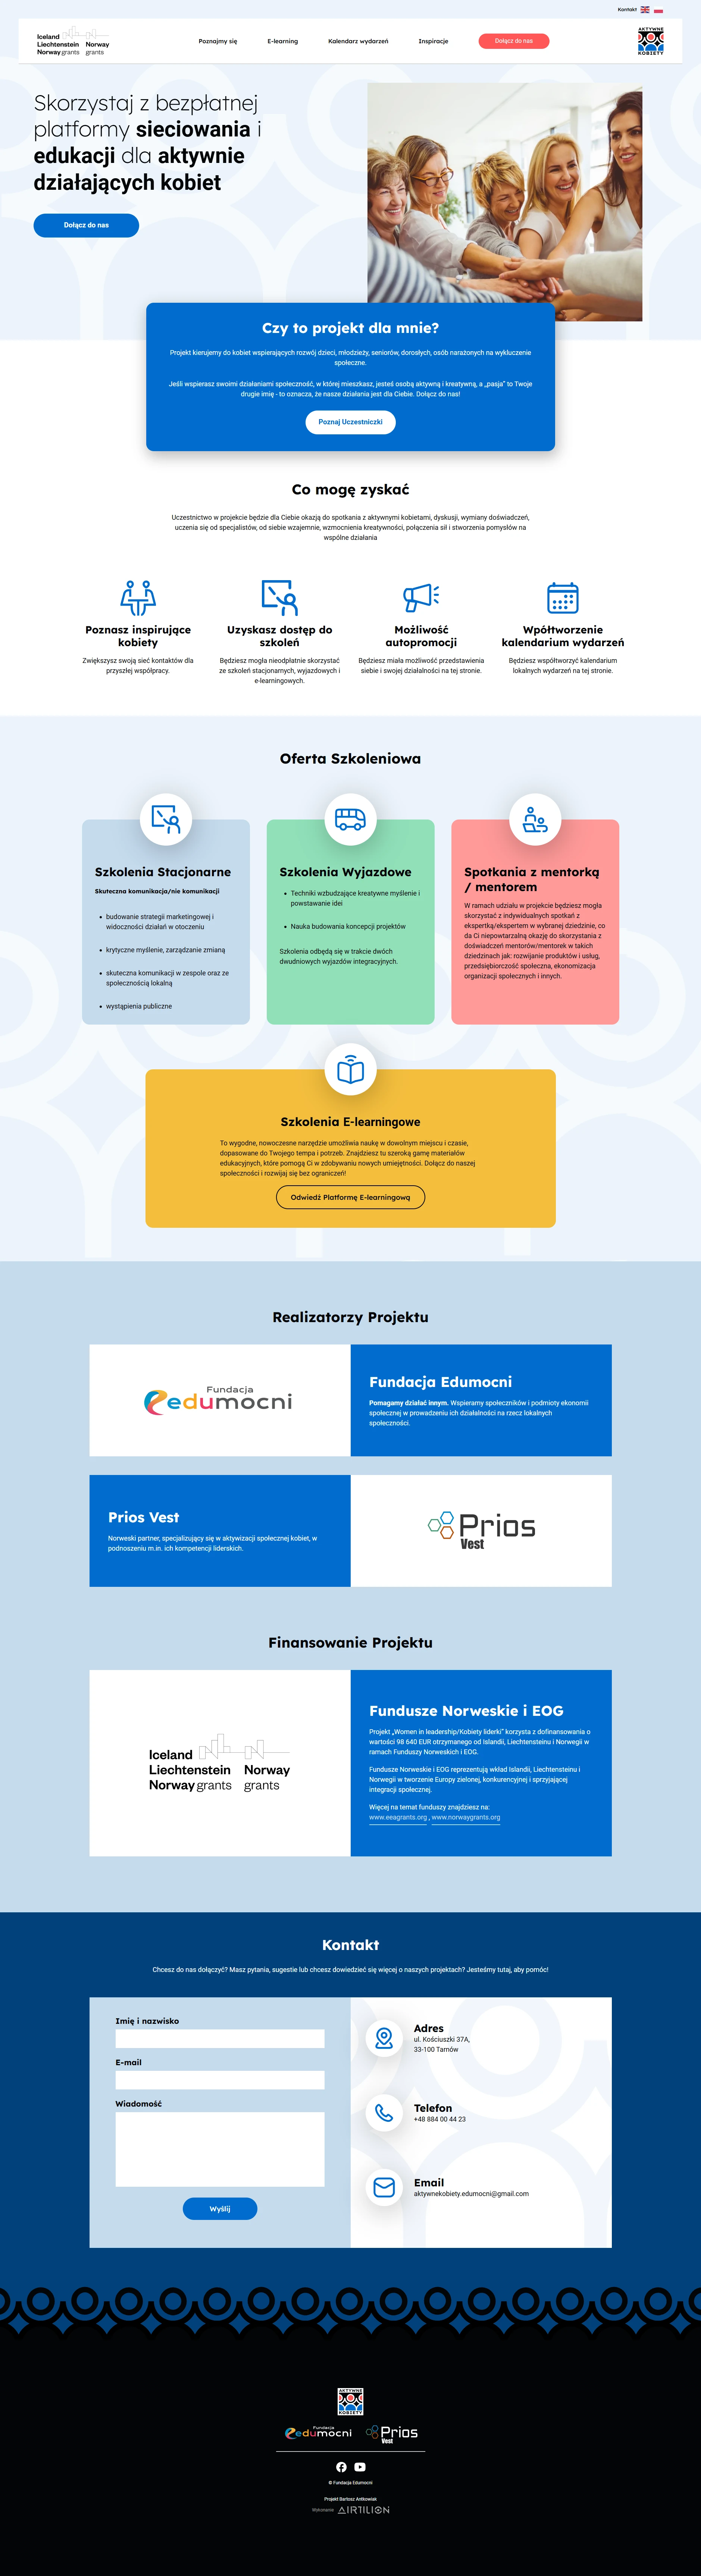 Kontakt
Iceland
Liechtenstein Norway
Norway grants grants
Poznajmy się
E-learning
Kalendarz wydarzeń
Inspiracje
Dołącz do nas
AKTYWNE
KOBIETY
Skorzystaj z bezpłatnej
platformy sieciowania i
edukacji dla aktywnie
działających kobiet
Dołącz do nas
Czy to projekt dla mnie?
Projekt kierujemy do kobiet wspierających rozwój dzieci, młodzieży, seniorów, dorosłych, osób narażonych na wykluczenie
społeczne.
Jeśli wspierasz swoimi działaniami społeczność, w której mieszkasz, jesteś osobą aktywną i kreatywną, a „pasja” to Twoje
drugie imię - to oznacza, że nasze działania jest dla Ciebie. Dołącz do nas!
Poznaj Uczestniczki
Co mogę zyskać
Uczestnictwo w projekcie będzie dla Ciebie okazją do spotkania z aktywnymi kobietami, dyskusji, wymiany doświadczeń,
uczenia się od specjalistów, od siebie wzajemnie, wzmocnienia kreatywności, połączenia sił i stworzenia pomysłów na
wspólne działania
Poznasz inspirujące
kobiety
Zwiększysz swoją sieć kontaktów dla
przyszłej współpracy.
Uzyskasz dostęp do
szkoleń
Będziesz mogła nieodpłatnie skorzystać
ze szkoleń stacjonarnych, wyjazdowych i
e-learningowych.
Możliwość
autopromocji
Będziesz miała możliwość przedstawienia
siebie i swojej działalności na tej stronie.
Wpółtworzenie
kalendarium wydarzeń
Będziesz współtworzyć kalendarium
lokalnych wydarzeń na tej stronie.
Oferta Szkoleniowa
Szkolenia Stacjonarne
Skuteczna komunikacja/nie komunikacji
• budowanie strategii marketingowej i
widoczności działań w otoczeniu
• krytyczne myślenie, zarządzanie zmianą
• skuteczna komunikacji w zespole oraz ze
społecznością lokalną
• wystąpienia publiczne
Szkolenia Wyjazdowe
• Techniki wzbudzające kreatywne myślenie i
powstawanie idei
• Nauka budowania koncepcji projektów
Szkolenia odbędą się w trakcie dwóch
dwudniowych wyjazdów integracyjnych.
Spotkania z mentorką
/ mentorem
W ramach udziału w projekcie będziesz mogła
skorzystać z indywidualnych spotkań z
ekspertką/ekspertem w wybranej dziedzinie, co
da Ci niepowtarzalną okazję do skorzystania z
doświadczeń mentorów/mentorek w takich
dziedzinach jak: rozwijanie produktów i usług,
przedsiębiorczość społeczna, ekonomizacja
organizacji społecznych i innych.
Szkolenia E-learningowe
To wygodne, nowoczesne narzędzie umożliwia naukę w dowolnym miejscu i czasie,
dopasowane do Twojego tempa i potrzeb. Znajdziesz tu szeroką gamę materiałów
edukacyjnych, które pomogą Ci w zdobywaniu nowych umiejętności. Dołącz do naszej
społeczności i rozwijaj się bez ograniczeń!
Odwiedź Platformę E-learningową
Realizatorzy Projektu
Fundacja
edumocni
Fundacja Edumocni
Pomagamy działać innym. Wspieramy społeczników i podmioty ekonomii
społecznej w prowadzeniu ich działalności na rzecz lokalnych
społeczności.
Prios Vest
Norweski partner, specjalizujący się w aktywizacji społecznej kobiet, w
podnoszeniu m.in. ich kompetencji liderskich.
Prios
Vest
Finansowanie Projektu
Iceland
Liechtenstein Norway
Norway grants grants
Fundusze Norweskie i EOG
Projekt „Women in leadership/Kobiety liderki” korzysta z dofinansowania o
wartości 98 640 EUR otrzymanego od Islandii, Liechtensteinu i Norwegii w
ramach Funduszy Norweskich i EOG.
Fundusze Norweskie i EOG reprezentują wkład Islandii, Liechtensteinu i
Norwegii w tworzenie Europy zielonej, konkurencyjnej i sprzyjającej
integracji społecznej.
Więcej na temat funduszy znajdziesz na:
www.eeagrants.org , www.norwaygrants.org
Kontakt
Chcesz do nas dołączyć? Masz pytania, sugestie lub chcesz dowiedzieć się więcej o naszych projektach? Jesteśmy tutaj, aby pomóc!
Imię i nazwisko
E-mail
Wiadomość
Wyślij
Adres
ul. Kościuszki 37A,
33-100 Tarnów
Telefon
+48 884 00 44 23
Email
aktywnekobiety.edumocni@gmail.com
AKTYWNE
KOBIETY
Fundacja
edumocni
Prios
Vest
© Fundacja Edumocni
Projekt Bartosz Antkowiak
Wykonanie AIRTILION